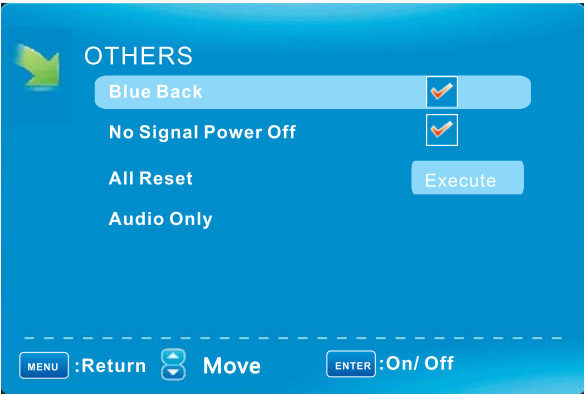 OTHERS
Blue Back
No Signal Power Off
All Reset Execute
Audio Only
MENU :Return Move ENTER :On/ Off